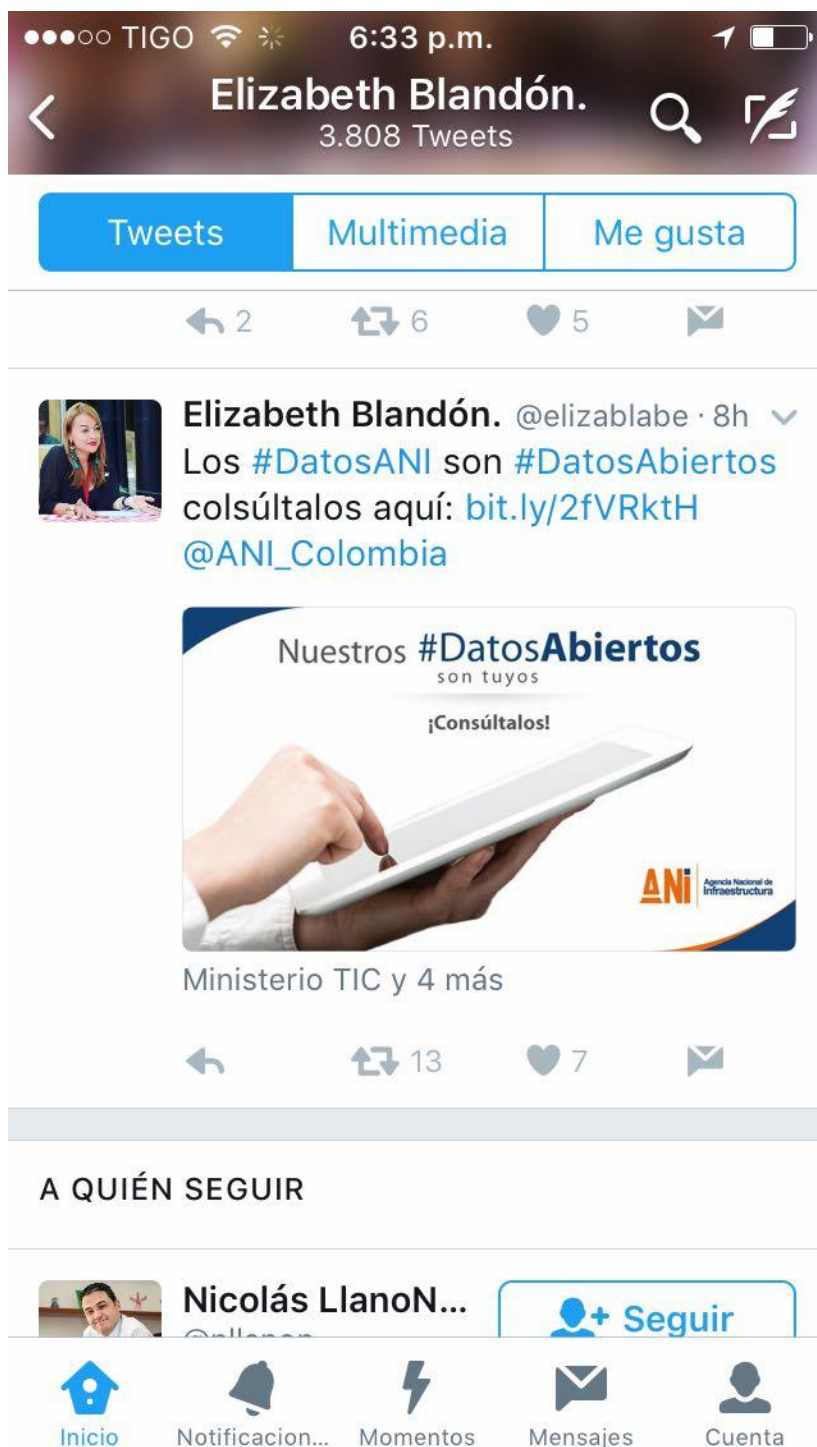 TIGO 6:33 p.m.
Elizabeth Blandón.
3.808 Tweets
Tweets Multimedia Me gusta
2 6 5
Elizabeth Blandón. @elizablabe · 8h
Los #DatosANI son #DatosAbiertos
colsúltalos aquí: bit.ly/2fVRktH
@ANI_Colombia
Nuestros #DatosAbiertos
son tuyos
¡Consúltalos!
ANi Agencia Nacional de
Infraestructura
Ministerio TIC y 4 más
13 7
A QUIÉN SEGUIR
Nicolás LlanoN...
Seguir
Inicio Notificacion... Momentos Mensajes Cuenta